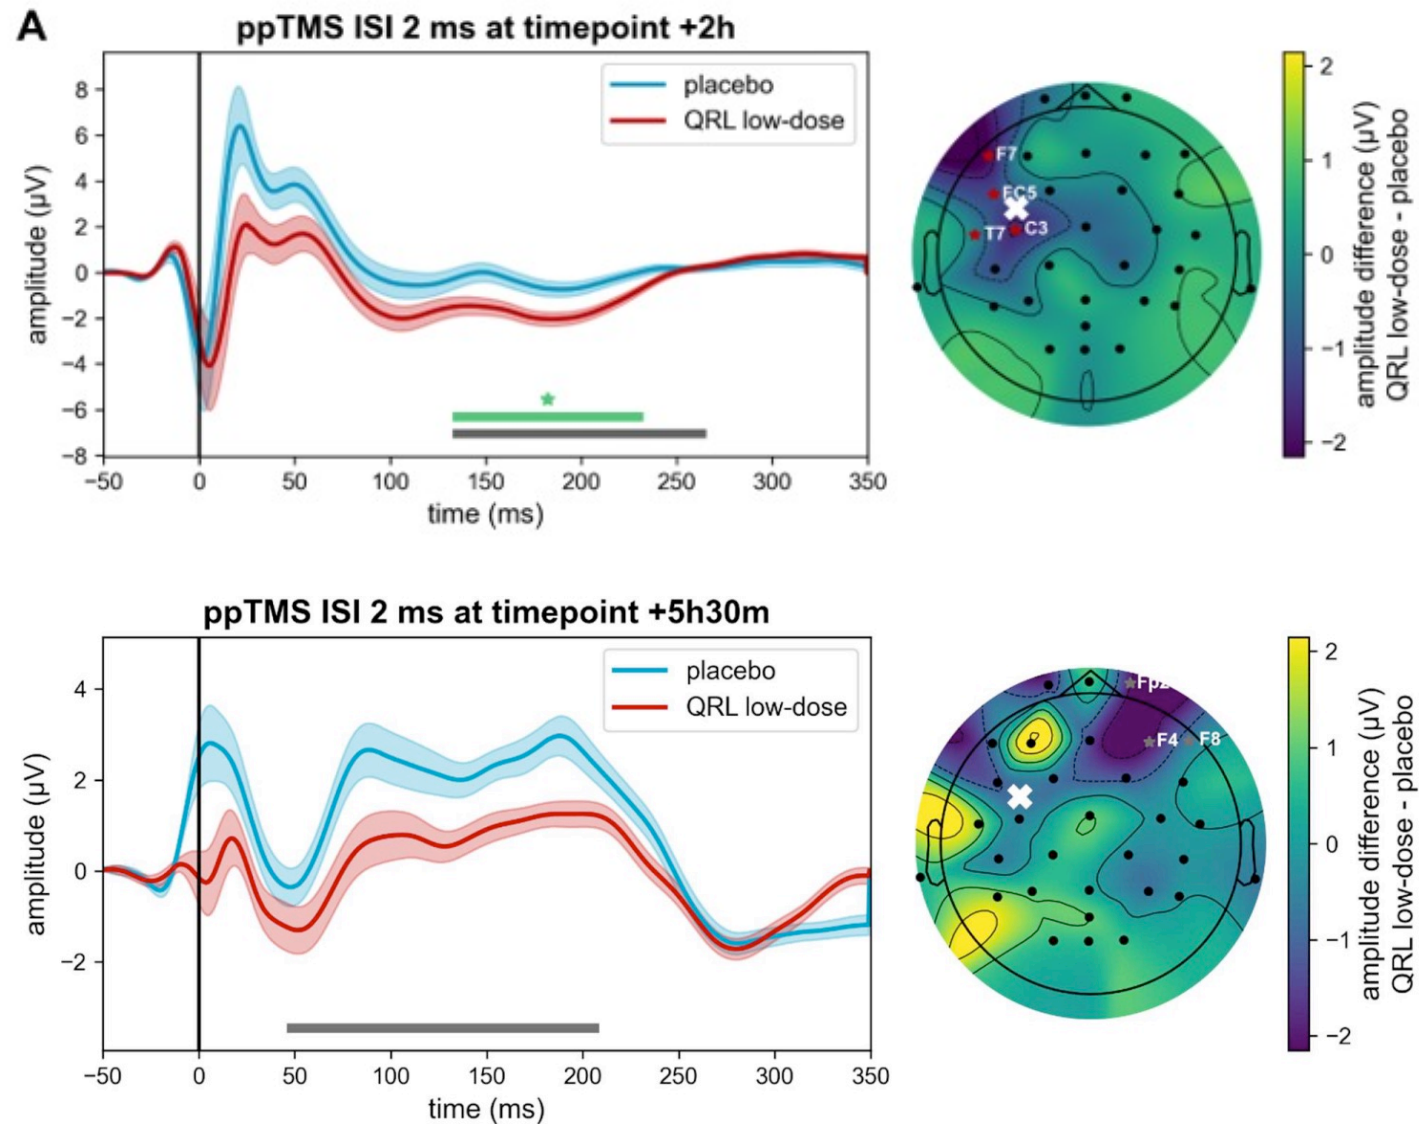 A
ppTMS ISI 2 ms at timepoint +2h
placebo
QRL low-dose
8
6
4
2
0
−2
−4
−6
−8
amplitude (µV)
−50 0 50 100 150 200 250 300 350
time (ms)
F7
FC5
T7 C3
2
1
0
−1
−2
amplitude difference (µV)
QRL low-dose - placebo
ppTMS ISI 2 ms at timepoint +5h30m
placebo
QRL low-dose
4
2
0
−2
amplitude (µV)
−50 0 50 100 150 200 250 300 350
time (ms)
Fp2
F4 F8
2
1
0
−1
−2
amplitude difference (µV)
QRL low-dose - placebo